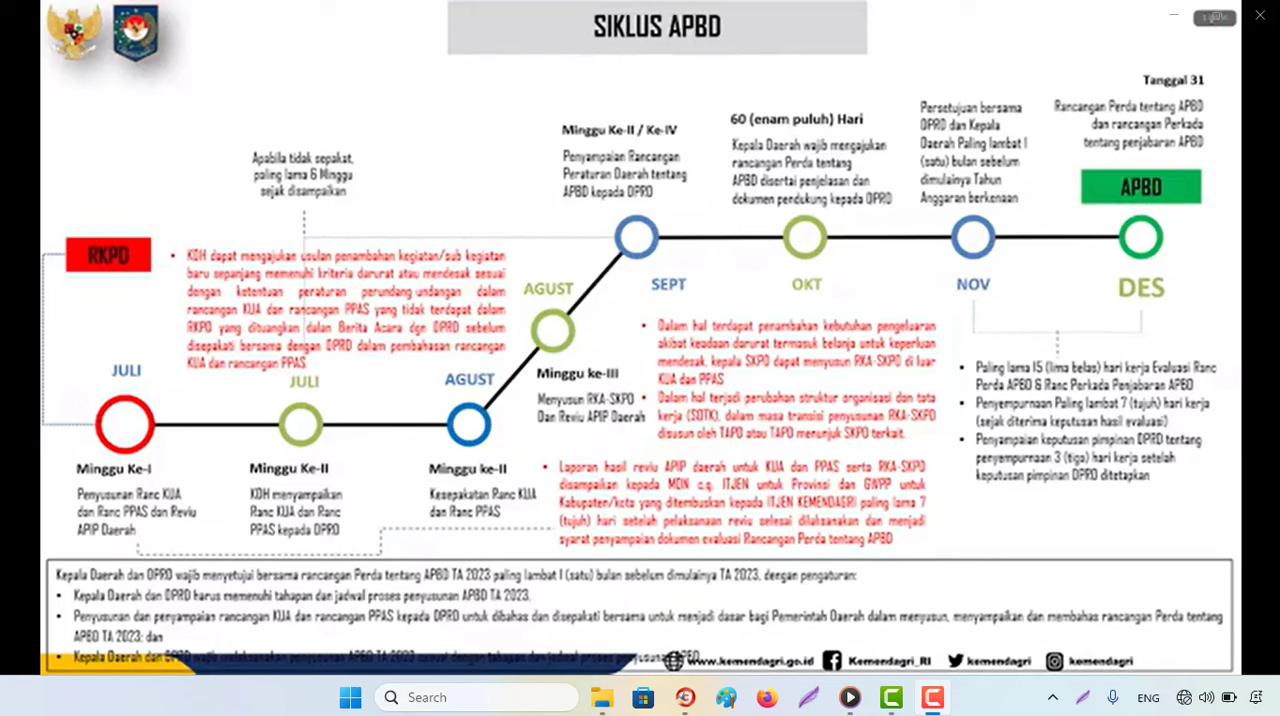 SIKLUS APBD
Tanggal 31
Rancangan Perda tentang APBD
dan rancangan Perkada
tentang penjabaran APBD
APBD
Persetujuan bersama
DPRD dan Kepala
Daerah Paling lambat 1
(satu) bulan sebelum
dimulainya Tahun
Anggaran berkenaan
60 (enam puluh) Hari
Kepala Daerah wajib mengajukan
rancangan Perda tentang
APBD disertai penjelasan dan
dokumen pendukung kepada DPRD
Minggu Ke-II / Ke-IV
Penyampaian Rancangan
Peraturan Daerah tentang
APBD kepada DPRD
Apabila tidak sepakat,
paling lama 6 Minggu
sejak disampaikan
RKPD
• KDH dapat mengajukan usulan penambahan kegiatan/sub kegiatan
baru sepanjang memenuhi kriteria darurat atau mendesak sesuai
dengan ketentuan peraturan perundang-undangan dalam
rancangan KUA dan rancangan PPAS yang tidak terdapat dalam
RKPD yang dituangkan dalan Berita Acara dgn DPRD sebelum
disepakati bersama dengan DPRD dalam pembahasan rancangan
KUA dan rancangan PPAS.
JULI
JULI
AGUST
AGUST
SEPT
OKT
NOV
DES
Minggu Ke-I
Penyusunan Ranc KUA
dan Ranc PPAS dan Reviu
APIP Daerah
Minggu Ke-II
KDH menyampaikan
Ranc KUA dan Ranc
PPAS kepada DPRD
Minggu ke-II
Kesepakatan Ranc KUA
dan Ranc PPAS
Minggu ke-III
Menyusun RKA-SKPD
Dan Reviu APIP Daerah
• Dalam hal terdapat penambahan kebutuhan pengeluaran
akibat keadaan darurat termasuk belanja untuk keperluan
mendesak, kepala SKPD dapat menyusun RKA-SKPD di luar
KUA dan PPAS
• Dalam hal terjadi perubahan struktur organisasi dan tata
kerja (SOTK), dalam masa transisi penyusunan RKA-SKPD
disusun oleh TAPD atau TAPD menunjuk SKPD terkait.
• Laporan hasil reviu APIP daerah untuk KUA dan PPAS serta RKA-SKPD
disampaikan kepada MDN c.q. ITJEN untuk Provinsi dan GWPP untuk
Kabupaten/kota yang ditembuskan kepada ITJEN KEMENDAGRI paling lama 7
(tujuh) hari setelah pelaksanaan reviu selesai dilaksanakan dan menjadi
syarat penyampaian dokumen evaluasi Rancangan Perda tentang APBD
• Paling lama 15 (lima belas) hari kerja Evaluasi Ranc
Perda APBD & Ranc Perkada Penjabaran APBD
• Penyempurnaan Paling lambat 7 (tujuh) hari kerja
(sejak diterima keputusan hasil evaluasi)
• Penyampaian keputusan pimpinan DPRD tentang
penyempurnaan 3 (tiga) hari kerja setelah
keputusan pimpinan DPRD ditetapkan
Kepala Daerah dan DPRD wajib menyetujui bersama rancangan Perda tentang APBD TA 2023 paling lambat 1 (satu) bulan sebelum dimulainya TA 2023, dengan pengaturan:
• Kepala Daerah dan DPRD harus memenuhi tahapan dan jadwal proses penyusunan APBD TA 2023.
• Penyusunan dan penyampaian rancangan KUA dan rancangan PPAS kepada DPRD untuk dibahas dan disepakati bersama untuk menjadi dasar bagi Pemerintah Daerah dalam menyusun, menyampaikan dan membahas rancangan Perda tentang
APBD TA 2023; dan
• Kepala Daerah dan DPRD wajib melaksanakan penyusunan APBD TA 2023 sesuai dengan tahapan dan jadwal proses penyusunan
www.kemendagri.go.id Kemendagri_RI kemendagri kemendagri
Search
ENG